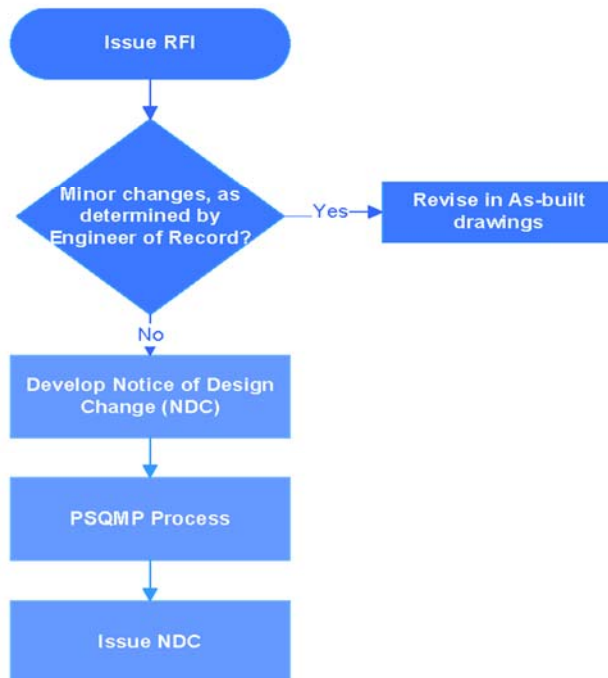 Issue RFI
Minor changes, as
determined by
Engineer of Record?
Yes
Revise in As-built
drawings
No
Develop Notice of Design
Change (NDC)
PSQMP Process
Issue NDC